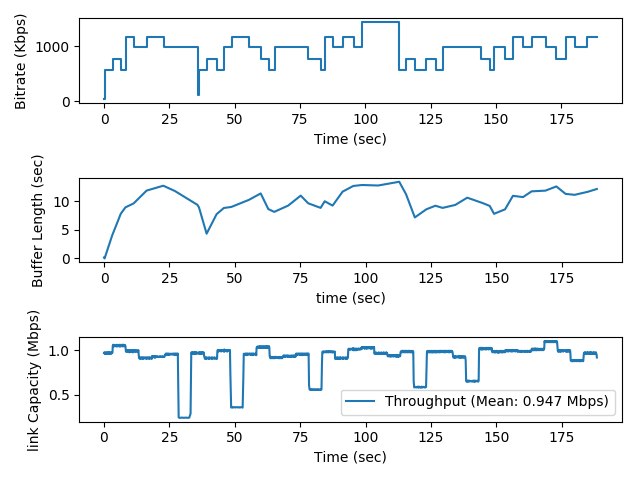 Bitrate (Kbps)
1000
0
0 25 50 75 100 125 150 175
Time (sec)
Buffer Length (sec)
10
5
0
0 25 50 75 100 125 150 175
time (sec)
link Capacity (Mbps)
1.0
0.5
Throughput (Mean: 0.947 Mbps)
0 25 50 75 100 125 150 175
Time (sec)